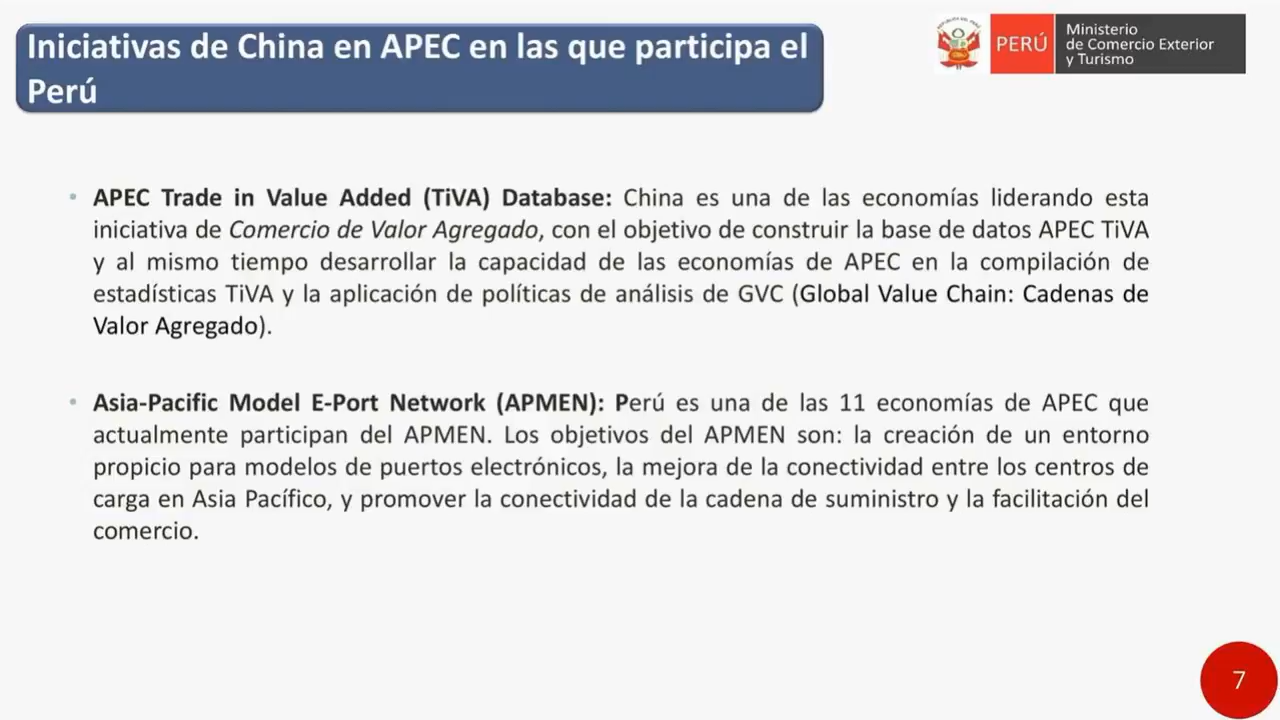 Iniciativas de China en APEC en las que participa el
Perú
REPÚBLICA DEL PERÚ
PERÚ
Ministerio
de Comercio Exterior
y Turismo
• APEC Trade in Value Added (TiVA) Database: China es una de las economías liderando esta
iniciativa de Comercio de Valor Agregado, con el objetivo de construir la base de datos APEC TiVA
y al mismo tiempo desarrollar la capacidad de las economías de APEC en la compilación de
estadísticas TiVA y la aplicación de políticas de análisis de GVC (Global Value Chain: Cadenas de
Valor Agregado).
• Asia-Pacific Model E-Port Network (APMEN): Perú es una de las 11 economías de APEC que
actualmente participan del APMEN. Los objetivos del APMEN son: la creación de un entorno
propicio para modelos de puertos electrónicos, la mejora de la conectividad entre los centros de
carga en Asia Pacífico, y promover la conectividad de la cadena de suministro y la facilitación del
comercio.
7